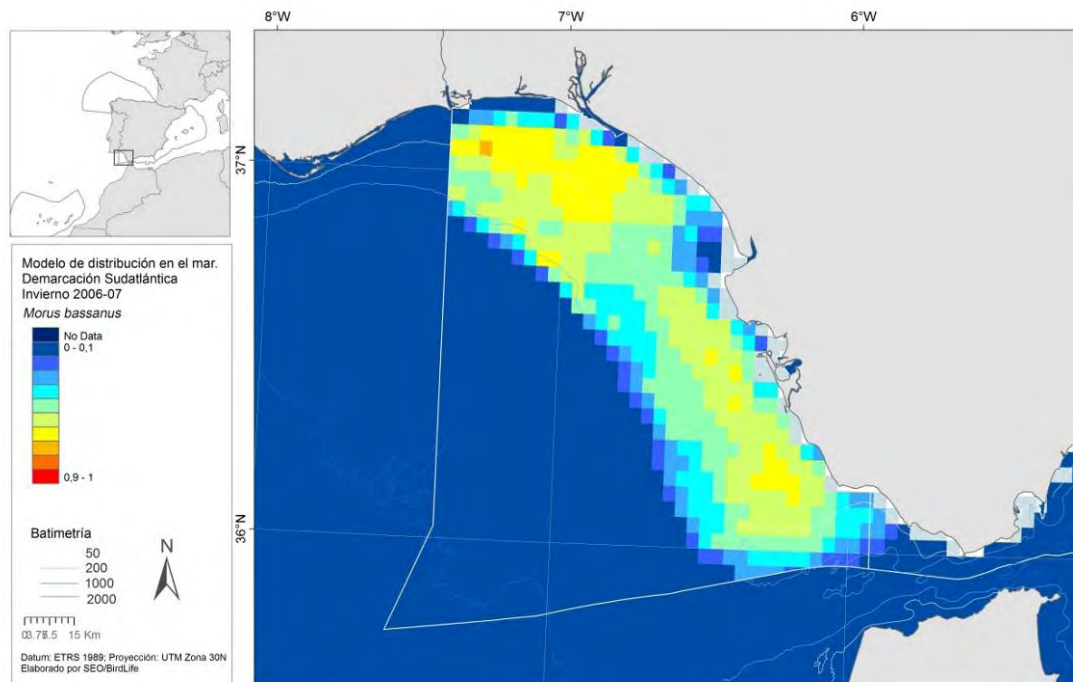 8°W
7°W
6°W
37°N
36°N
Modelo de distribución en el mar.
Demarcación Sudatlántica
Invierno 2006-07
Morus bassanus
No Data
0 - 0,1
0,9 - 1
Batimetría
50
200
1000
2000
N
15 Km
Datum: ETRS 1989; Proyección: UTM Zona 30N
Elaborado por SEO/BirdLife